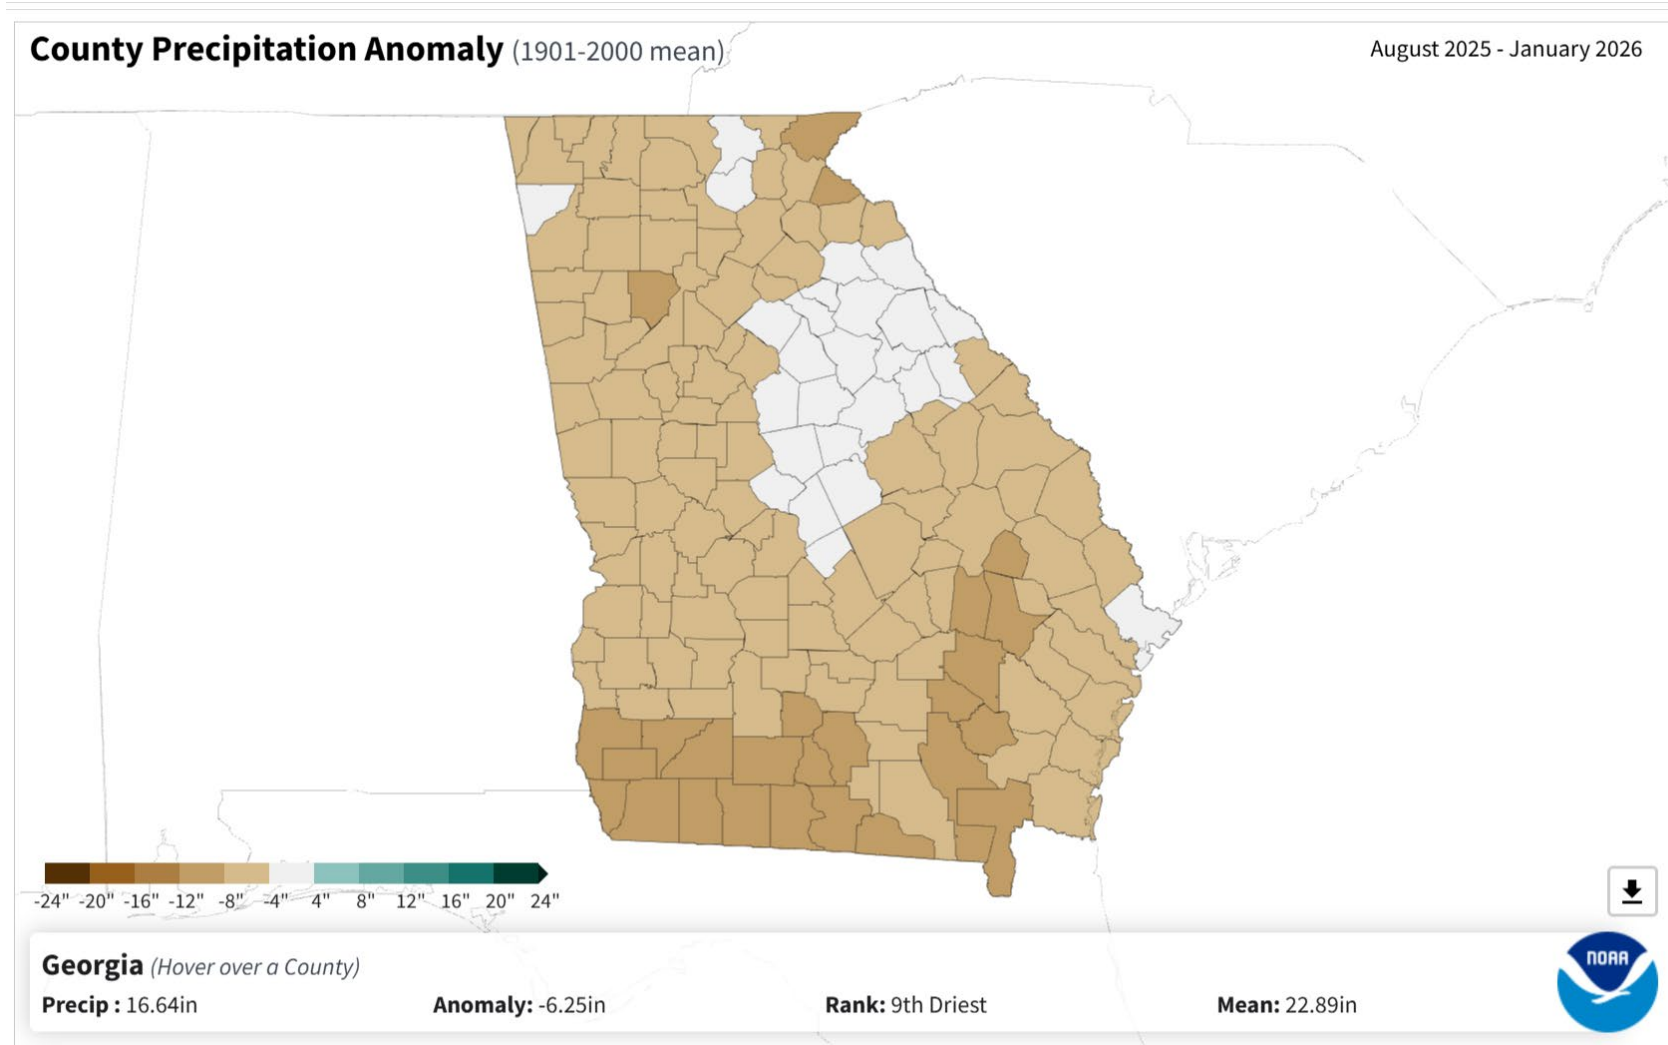 County Precipitation Anomaly (1901-2000 mean)
August 2025 - January 2026
-24" -20" -16" -12" -8" -4" 4" 8" 12" 16" 20" 24"
Georgia (Hover over a County)
Precip : 16.64in Anomaly: -6.25in Rank: 9th Driest Mean: 22.89in
NOAA